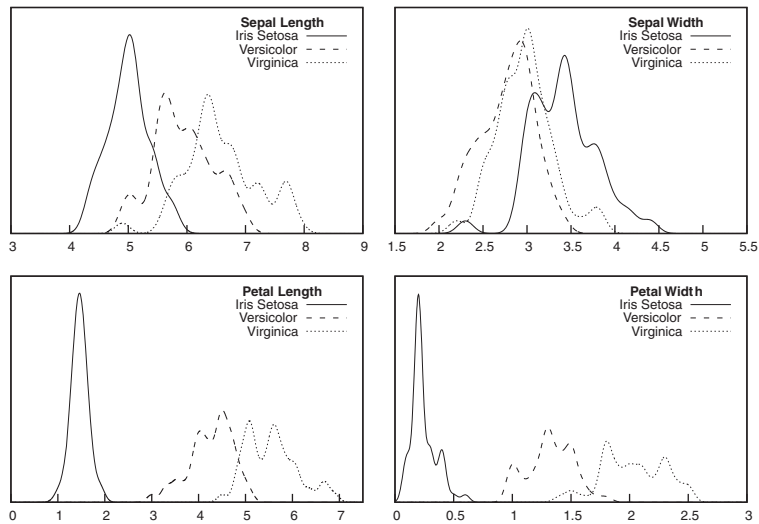 Sepal Length
Iris Setosa
Versicolor
Virginica
3 4 5 6 7 8 9
Sepal Width
Iris Setosa
Versicolor
Virginica
1.5 2 2.5 3 3.5 4 4.5 5 5.5
Petal Length
Iris Setosa
Versicolor
Virginica
0 1 2 3 4 5 6 7
Petal Width
Iris Setosa
Versicolor
Virginica
0 0.5 1 1.5 2 2.5 3